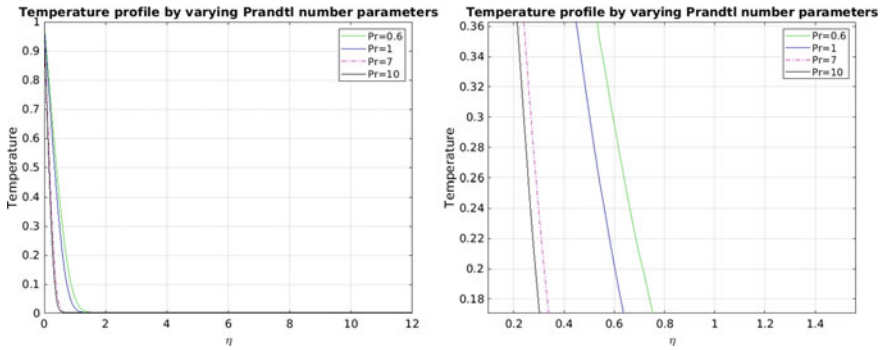 Temperature profile by varying Prandtl number parameters
Temperature
1
0.9
0.8
0.7
0.6
0.5
0.4
0.3
0.2
0.1
0
0
2
4
6
8
10
12
η
Pr=0.6
Pr=1
Pr=7
Pr=10
Temperature profile by varying Prandtl number parameters
Temperature
0.36
0.34
0.32
0.3
0.28
0.26
0.24
0.22
0.2
0.18
0.2
0.4
0.6
0.8
1
1.2
1.4
η
Pr=0.6
Pr=1
Pr=7
Pr=10